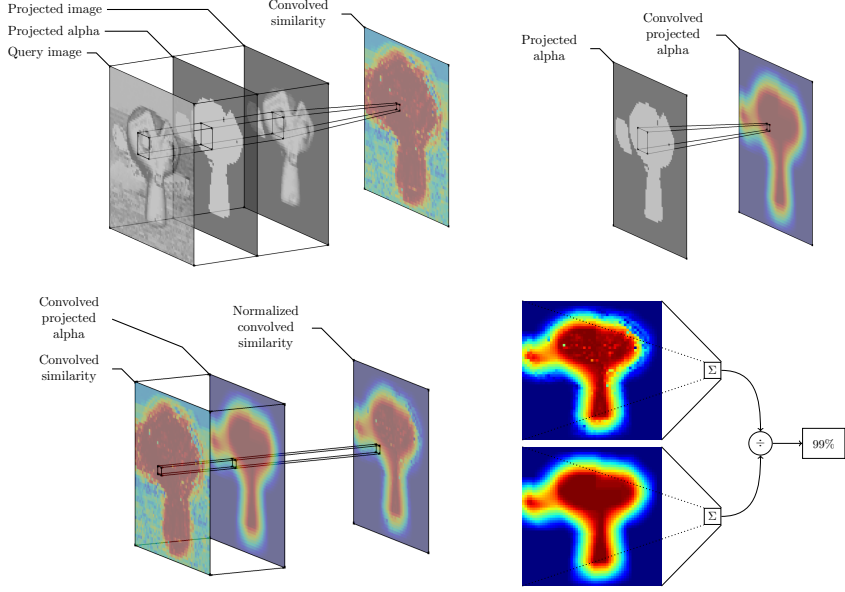 Projected image
Projected alpha
Query image
Convolved
similarity
Projected
alpha
Convolved
projected
alpha
Convolved
projected
alpha
Convolved
similarity
Normalized
convolved
similarity
Σ
÷
99%
Σ